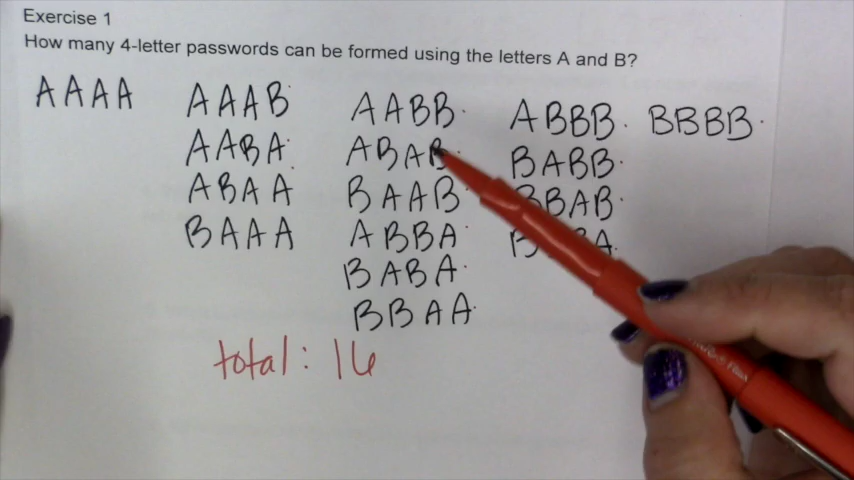 Exercise 1
How many 4-letter passwords can be formed using the letters A and B?
AAAA AAAB AABB ABBB BBBB
AABA ABAB BABB
ABAA BAAB BBAB
BAAA ABBA
BABA
BBAA
total: 16